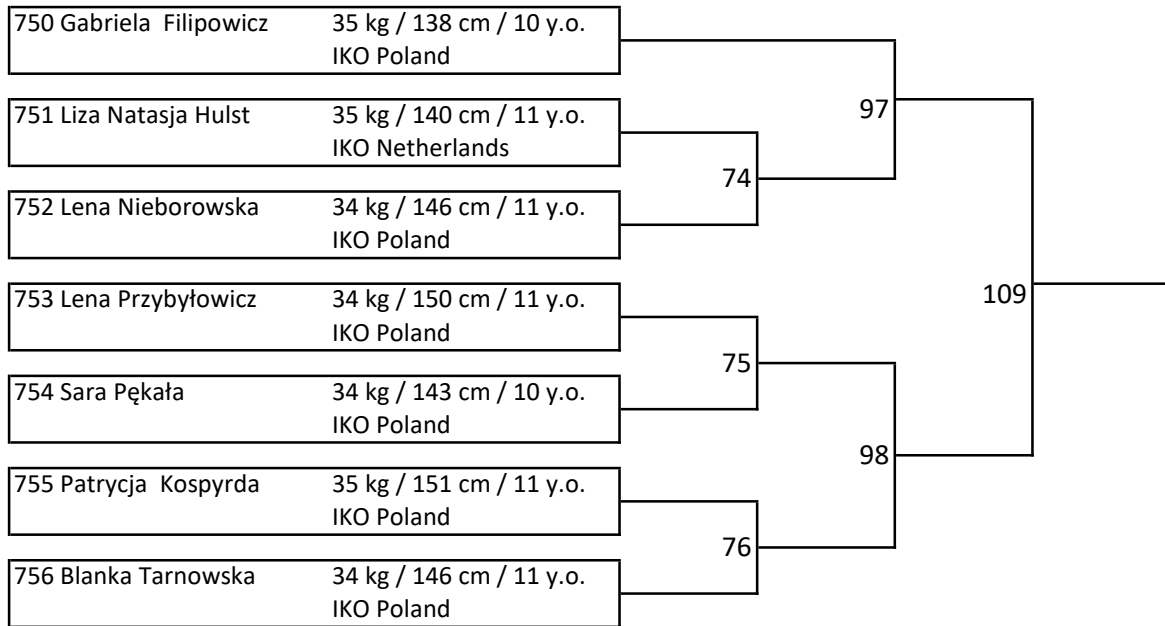 750 Gabriela  Filipowicz 35 kg / 138 cm / 10 y.o.
IKO Poland
751 Liza Natasja Hulst 35 kg / 140 cm / 11 y.o.
IKO Netherlands
752 Lena Nieborowska 34 kg / 146 cm / 11 y.o.
IKO Poland
753 Lena Przybyłowicz 34 kg / 150 cm / 11 y.o.
IKO Poland
754 Sara Pękała 34 kg / 143 cm / 10 y.o.
IKO Poland
755 Patrycja  Kospyrda 35 kg / 151 cm / 11 y.o.
IKO Poland
756 Blanka Tarnowska 34 kg / 146 cm / 11 y.o.
IKO Poland
74
75
76
97
98
109